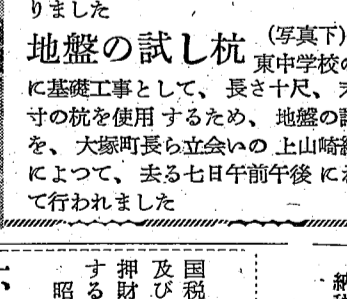 りました
地盤の試し杭
(写真下)
東中学校の
に基礎工事として、長さ十尺、
寸の杭を使用するため、地盤の
を、大塚町長ら立会いの上山崎
によつて、去る七日午前午後に
て行われました
国税
及び
押財
する
昭